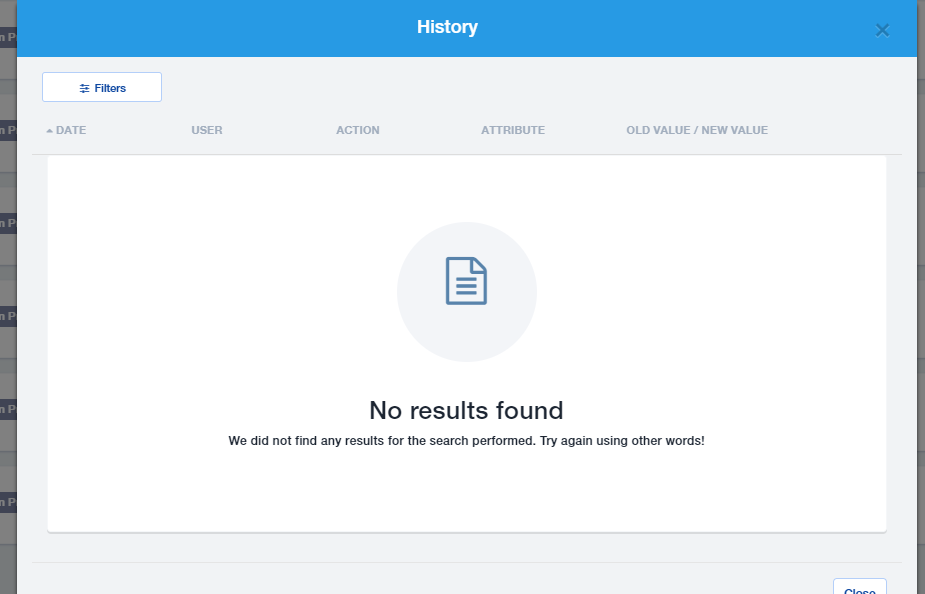 History
Filters
DATE USER ACTION ATTRIBUTE OLD VALUE / NEW VALUE
No results found
We did not find any results for the search performed. Try again using other words!
Close